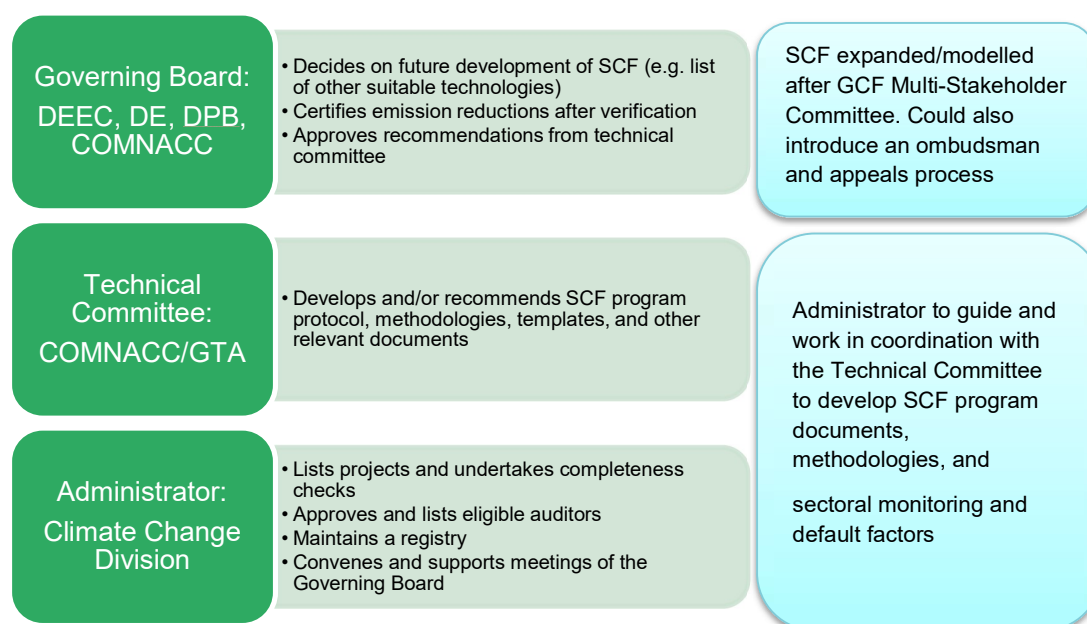 Governing Board:
DEEC, DE, DPB,
COMNACC
• Decides on future development of SCF (e.g. list
of other suitable technologies)
• Certifies emission reductions after verification
• Approves recommendations from technical
committee
SCF expanded/modelled
after GCF Multi-Stakeholder
Committee. Could also
introduce an ombudsman
and appeals process
Technical
Committee:
COMNACC/GTA
• Develops and/or recommends SCF program
protocol, methodologies, templates, and other
relevant documents
Administrator:
Climate Change
Division
• Lists projects and undertakes completeness
checks
• Approves and lists eligible auditors
• Maintains a registry
• Convenes and supports meetings of the
Governing Board
Administrator to guide and
work in coordination with
the Technical Committee
to develop SCF program
documents,
methodologies, and
sectoral monitoring and
default factors